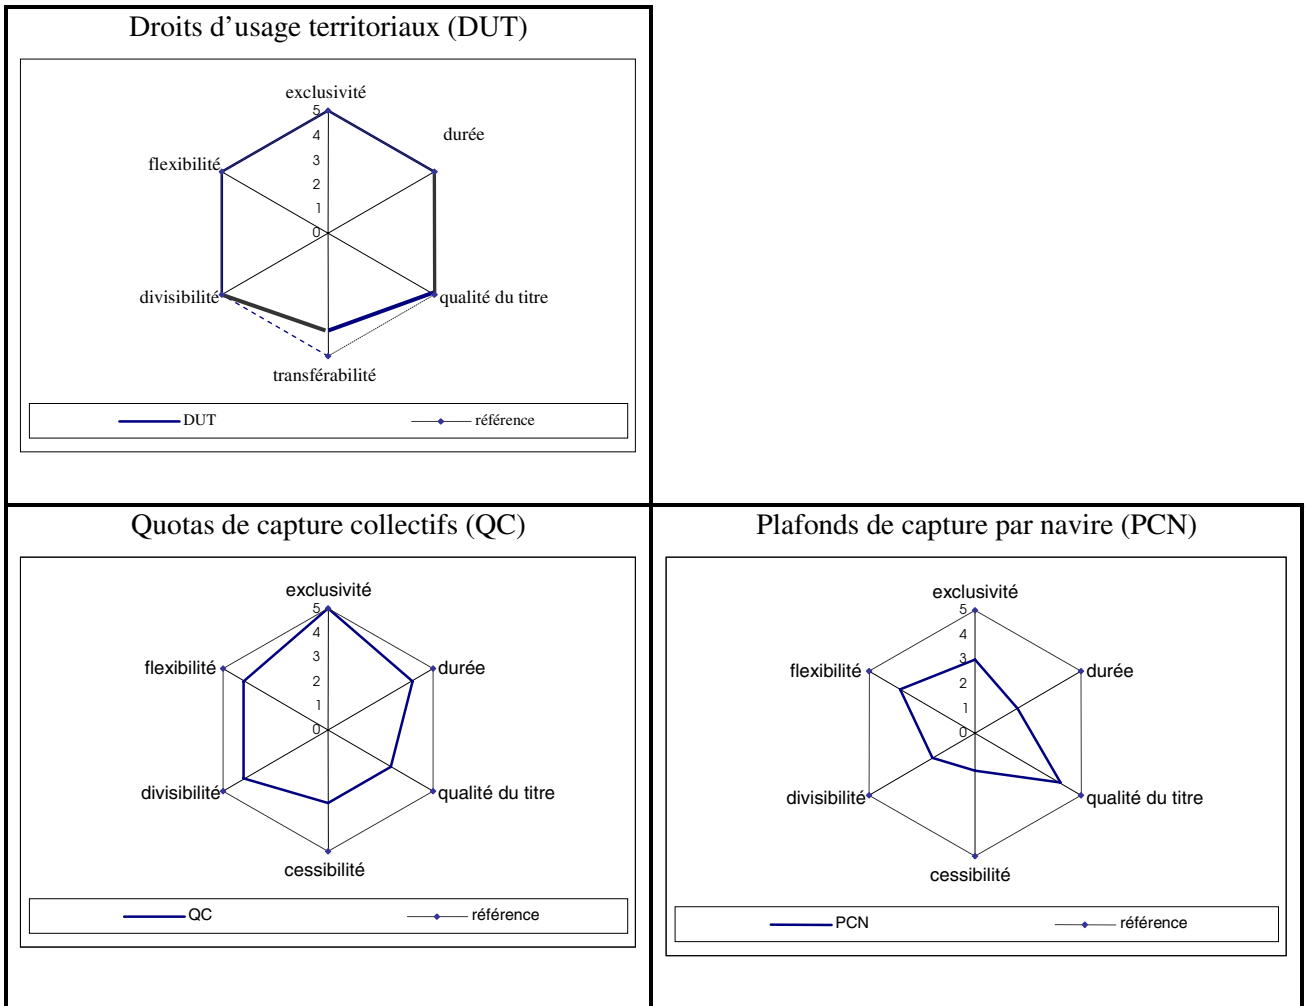 Droits d'usage territoriaux (DUT)
exclusivité
5
durée
4
flexibilité
3
2
1
0
divisibilité
qualité du titre
transférabilité
DUT référence
Quotas de capture collectifs (QC)
exclusivité
5
4
flexibilité
durée
3
2
1
0
divisibilité
qualité du titre
cessibilité
QC référence
Plafonds de capture par navire (PCN)
exclusivité
5
4
flexibilité
durée
3
2
1
0
divisibilité
qualité du titre
cessibilité
PCN référence